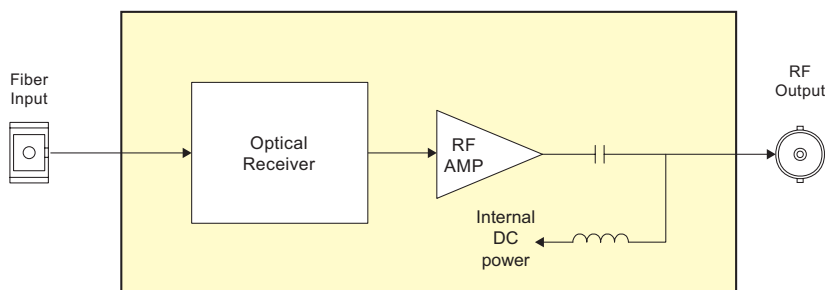 Fiber
Input
Optical
Receiver
RF
AMP
Internal
DC
power
RF
Output